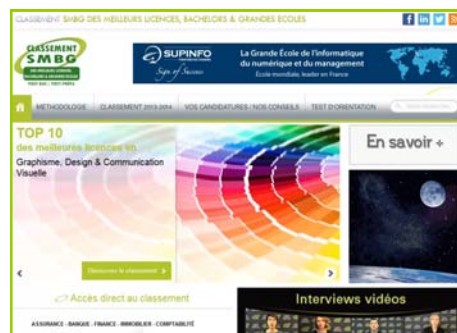 CLASSEMENT SMBG DES MEILLEURS LICENCES, BACHELORS & GRANDES ECOLES
CLASSEMENT
SMBG
SUPINFO
Sign of Success
La Grande École de l'informatique
du numérique et du management
École mondiale, leader en France
MÉTHODOLOGIE
CLASSEMENT 2013-2014
VOS CANDIDATURES / NOS CONSEILS
TEST D'ORIENTATION
TOP 10
des meilleures licences en
Graphisme, Design & Communication
Visuelle
Découvrez le classement
En savoir +
Accès direct au classement
Interviews vidéos
ASSURANCE - BANQUE - FINANCE - IMMOBILIER - COMPTABILITÉ